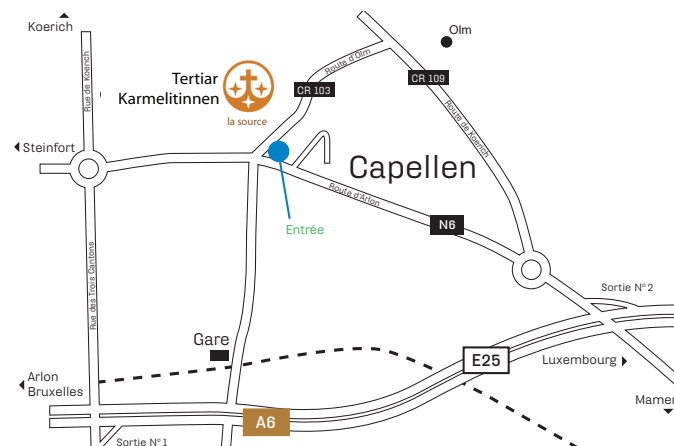 Koerich
Olm
Rue de Koerich
Route d'Olm
Tertiar
Karmelitinnen
CR 103
CR 109
la source
Route de Koerich
Steinfort
Capellen
Route d'Arlon
N6
Entrée
Rue des Trois Cantons
Sortie N° 2
Gare
E25
Luxembourg
Arlon
Bruxelles
Mamer
A6
Sortie N° 1